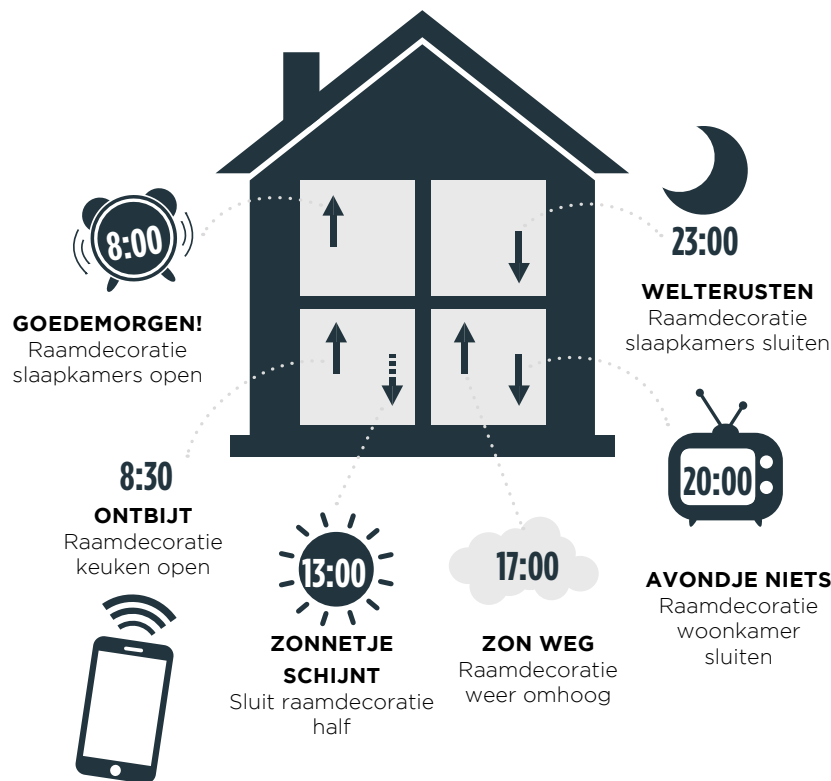 8:00
GOEDEMORGEN!
Raamdecoratie
slaapkamers open
8:30
ONTBIJT
Raamdecoratie
keuken open
13:00
ZONNETJE
SCHIJNT
Sluit raamdecoratie
half
17:00
ZON WEG
Raamdecoratie
weer omhoog
20:00
AVONDJE NIETS
Raamdecoratie
woonkamer
sluiten
23:00
WELTERUSTEN
Raamdecoratie
slaapkamers sluiten